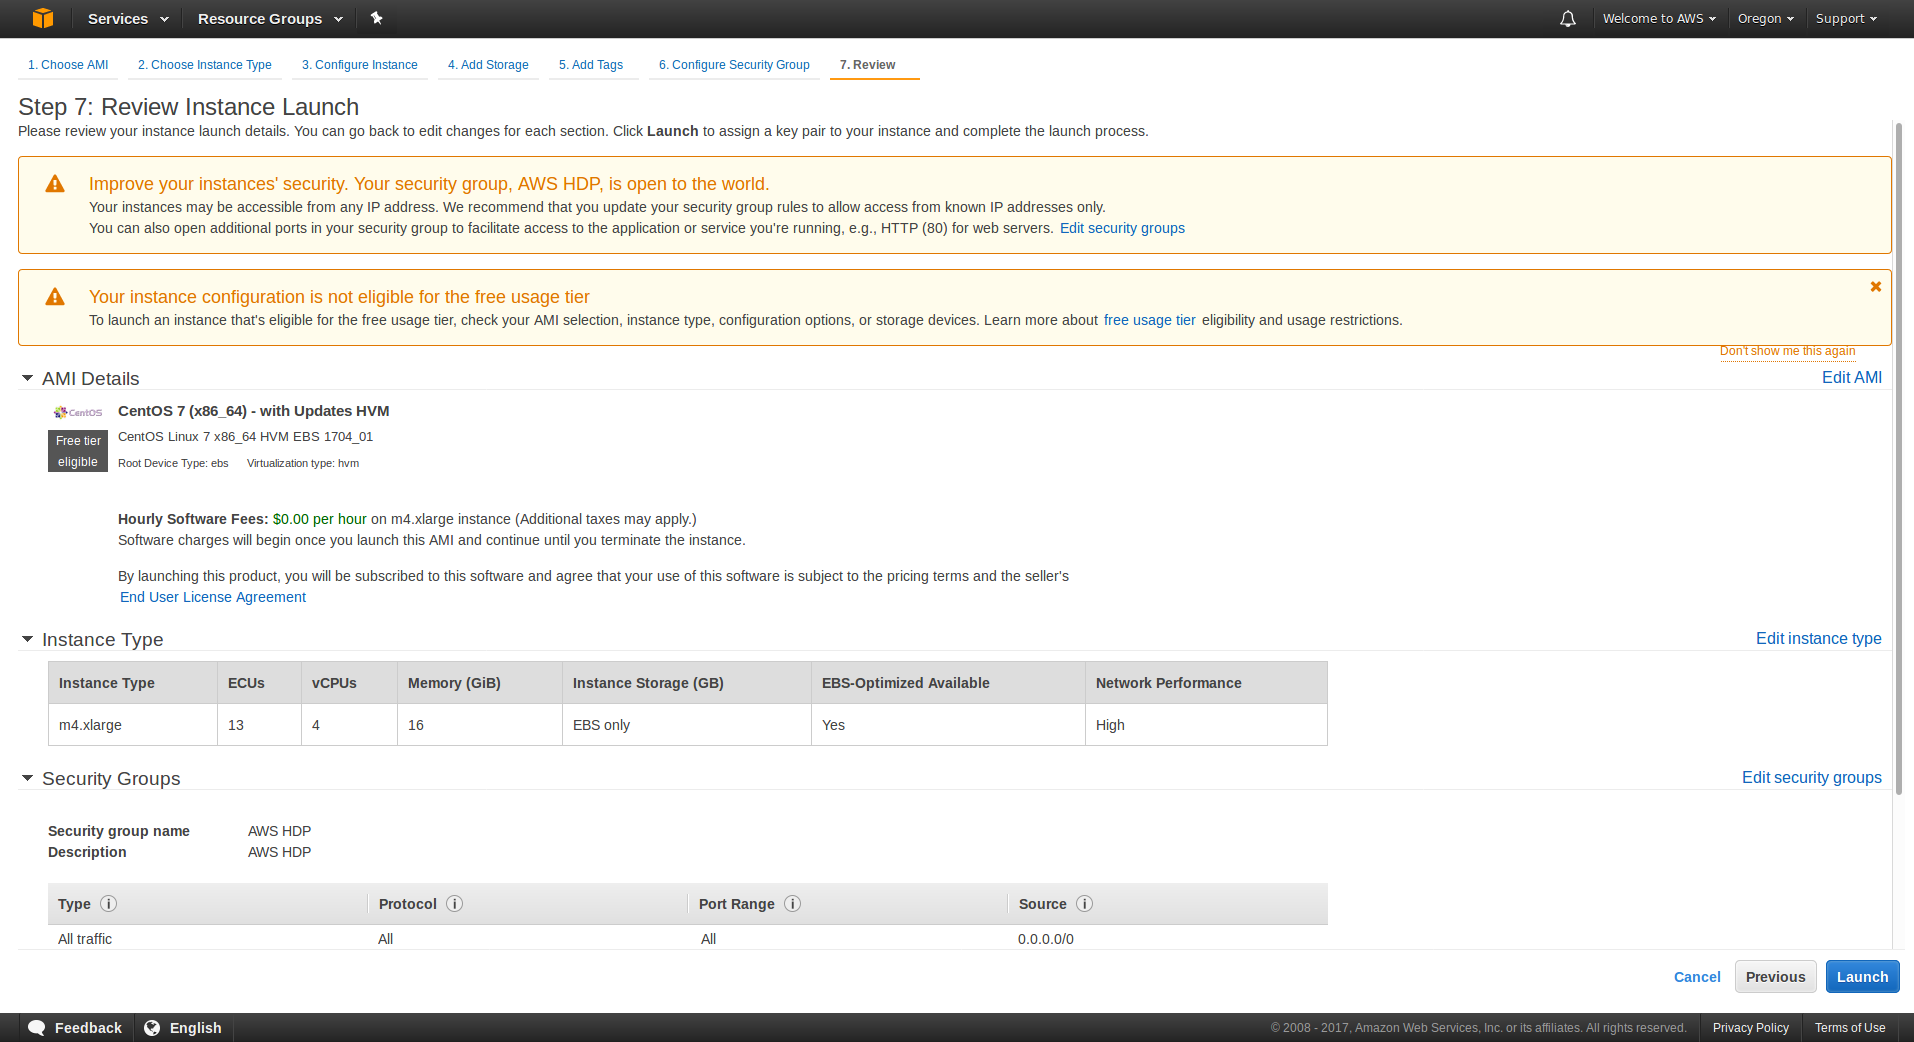 Services Resource Groups Welcome to AWS Oregon Support
1. Choose AMI 2. Choose Instance Type 3. Configure Instance 4. Add Storage 5. Add Tags 6. Configure Security Group 7. Review
Step 7: Review Instance Launch
Please review your instance launch details. You can go back to edit changes for each section. Click Launch to assign a key pair to your instance and complete the launch process.
Improve your instances' security. Your security group, AWS HDP, is open to the world.
Your instances may be accessible from any IP address. We recommend that you update your security group rules to allow access from known IP addresses only.
You can also open additional ports in your security group to facilitate access to the application or service you're running, e.g., HTTP (80) for web servers. Edit security groups
Your instance configuration is not eligible for the free usage tier
To launch an instance that's eligible for the free usage tier, check your AMI selection, instance type, configuration options, or storage devices. Learn more about free usage tier eligibility and usage restrictions.
Don't show me this again
AMI Details Edit AMI
CentOS CentOS 7 (x86_64) - with Updates HVM
Free tier eligible
CentOS Linux 7 x86_64 HVM EBS 1704_01
Root Device Type: ebs Virtualization type: hvm
Hourly Software Fees: $0.00 per hour on m4.xlarge instance (Additional taxes may apply.)
Software charges will begin once you launch this AMI and continue until you terminate the instance.
By launching this product, you will be subscribed to this software and agree that your use of this software is subject to the pricing terms and the seller's
End User License Agreement
Instance Type Edit instance type
Instance Type ECUs vCPUs Memory (GiB) Instance Storage (GB) EBS-Optimized Available Network Performance
m4.xlarge 13 4 16 EBS only Yes High
Security Groups Edit security groups
Security group name AWS HDP
Description AWS HDP
Type Protocol Port Range Source
All traffic All All 0.0.0.0/0
Cancel Previous Launch
Feedback English © 2008 - 2017, Amazon Web Services, Inc. or its affiliates. All rights reserved. Privacy Policy Terms of Use